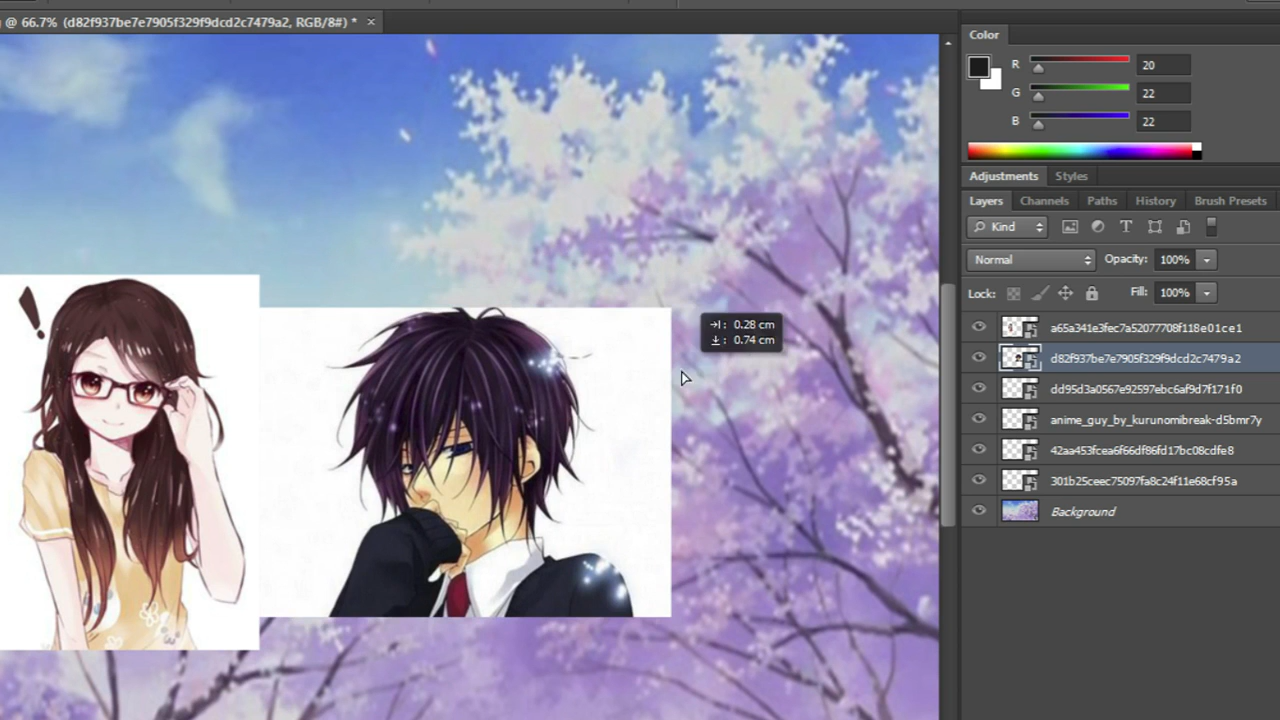 @ 66.7% (d82f937be7e7905f329f9dcd2c7479a2, RGB/8#) * ×
Color
R 20
G 22
B 22
Adjustments Styles
Layers Channels Paths History Brush Presets
Kind T
Normal Opacity: 100%
Lock: Fill: 100%
a65a341e3fec7a52077708f118e01ce1
d82f937be7e7905f329f9dcd2c7479a2
dd95d3a0567e92597ebc6af9d7f171f0
anime_guy_by_kurunomibreak-d5bmr7y
42aa453fcea6f66df86fd17bc08cdfe8
301b25ceec75097fa8c24f11e68cf95a
Background
: 0.28 cm
: 0.74 cm